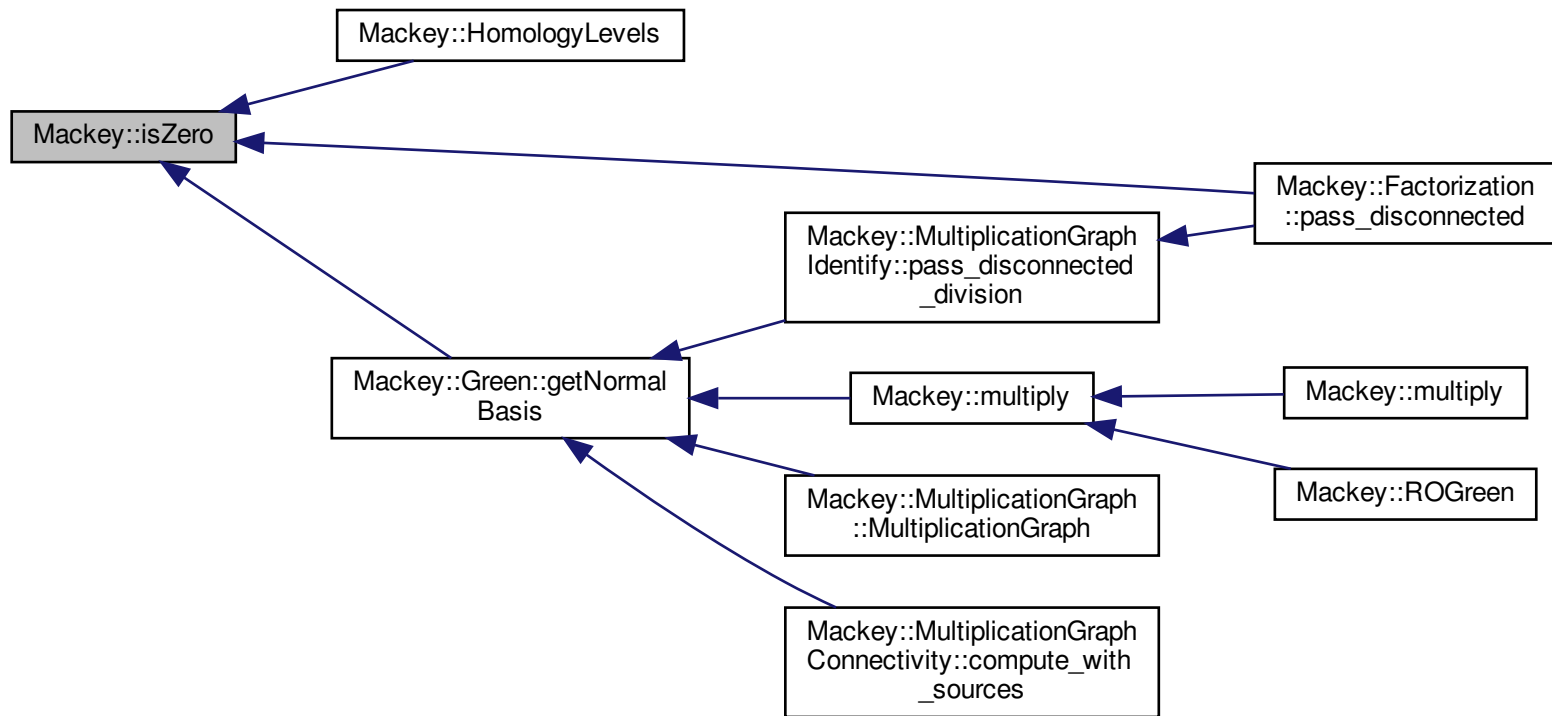 Mackey::HomologyLevels
Mackey::isZero
Mackey::Factorization
::pass_disconnected
Mackey::MultiplicationGraph
Identify::pass_disconnected
_division
Mackey::Green::getNormal
Basis
Mackey::multiply
Mackey::multiply
Mackey::ROGreen
Mackey::MultiplicationGraph
::MultiplicationGraph
Mackey::MultiplicationGraph
Connectivity::compute_with
_sources